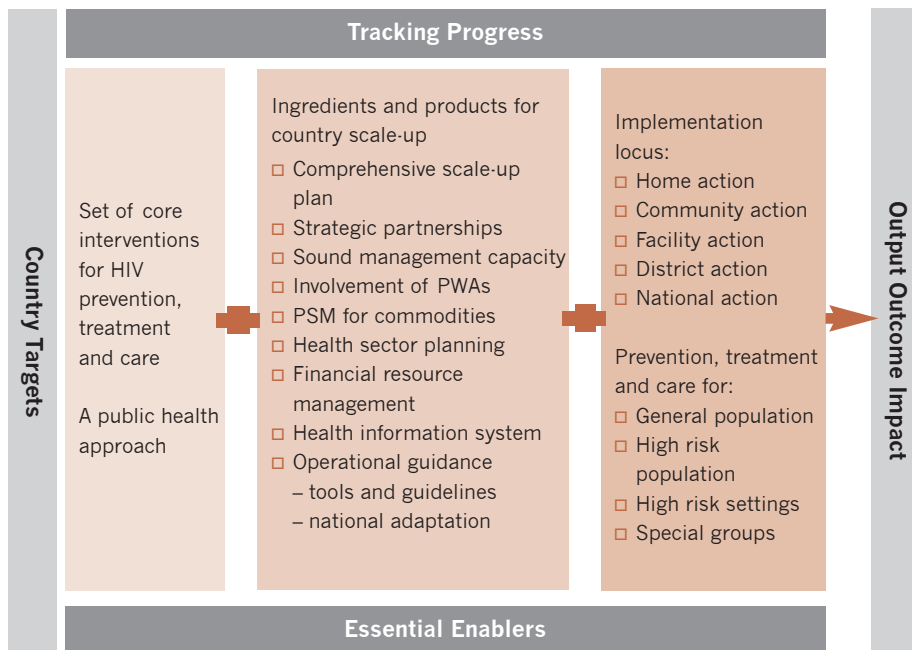 Tracking Progress
Country Targets
Set of core
interventions
for HIV
prevention,
treatment
and care
A public health
approach
Ingredients and products for
country scale-up
Comprehensive scale-up
plan
Strategic partnerships
Sound management capacity
Involvement of PWAs
PSM for commodities
Health sector planning
Financial resource
management
Health information system
Operational guidance
– tools and guidelines
– national adaptation
Implementation
locus:
Home action
Community action
Facility action
District action
National action
Prevention, treatment
and care for:
General population
High risk
population
High risk settings
Special groups
Output Outcome Impact
Essential Enablers